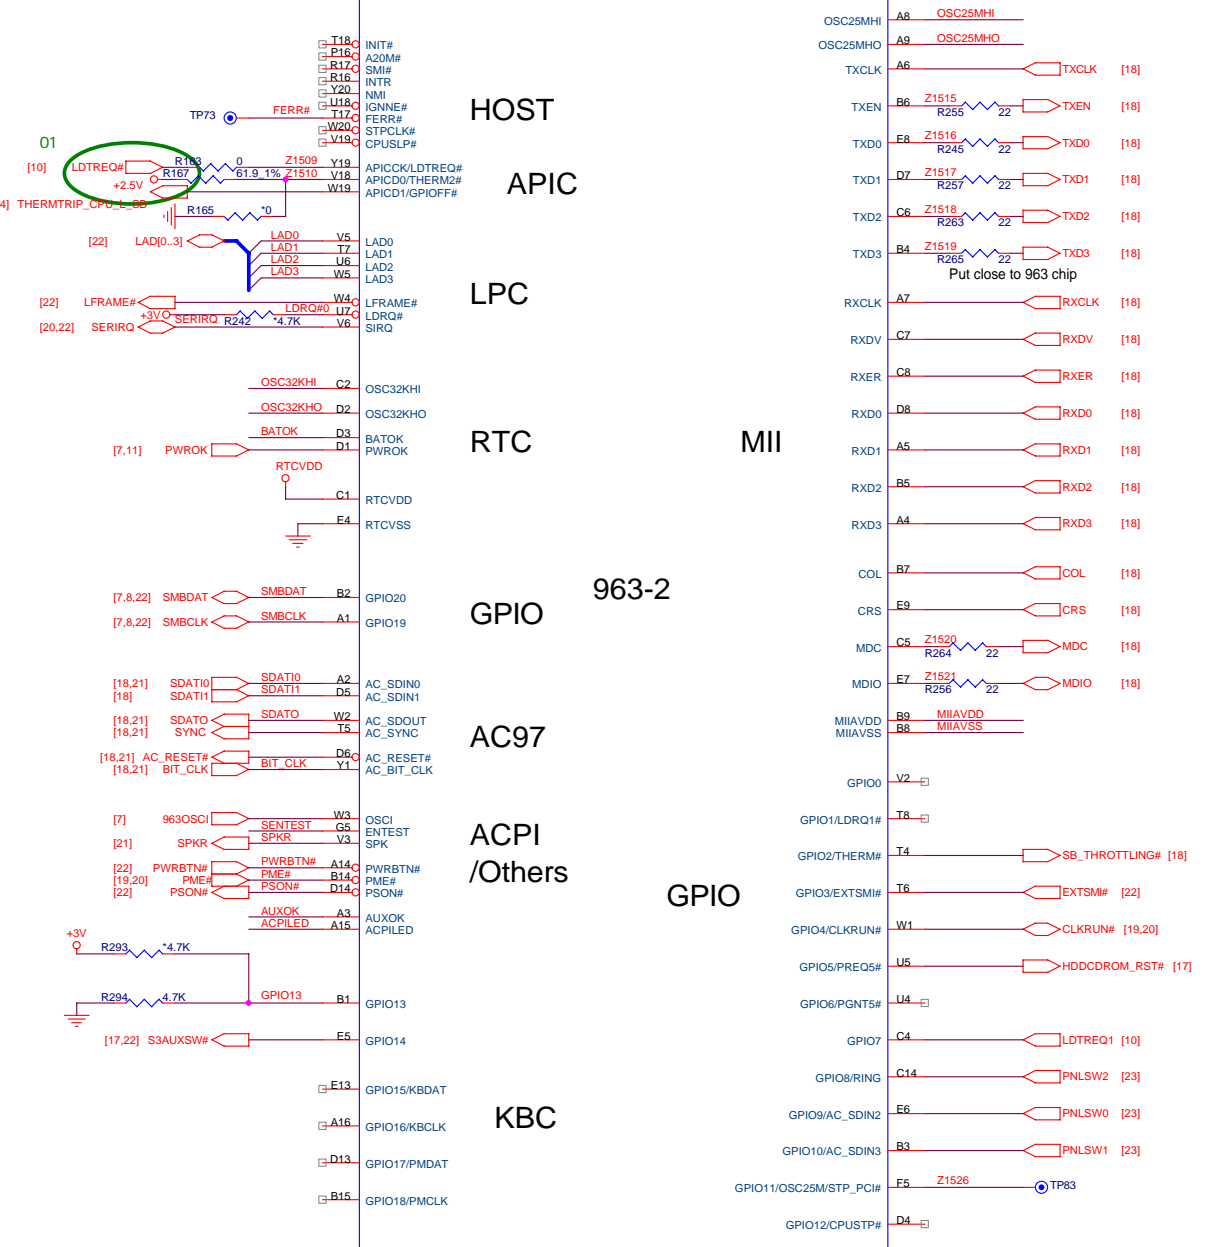 T18 INIT#
P16 A20M#
R17 SMI#
R16 INTR
Y20 NMI
U18 IGNNE#
TP73 FERR# T17 FERR#
W20 STPCLK#
V19 CPUSLP#
HOST
01
[10] LDTREQ# R163 0 Z1509 Y19 APICCK/LDTREQ#
+2.5V R167 61.9_1% Z1510 V18 APICD0/THERM2#
4] THERMTRIP_CPU_L_SB W19 APICD1/GPIOFF#
R165 *0
APIC
[22] LAD[0..3] LAD0 V5 LAD0
LAD1 T7 LAD1
LAD2 U6 LAD2
LAD3 W5 LAD3
LPC
[22] LFRAME# W4 LFRAME#
+3V R242 *4.7K LDRQ#0 U7 LDRQ#
[20,22] SERIRQ SERIRQ V6 SIRQ
OSC32KHI C2 OSC32KHI
OSC32KHO D2 OSC32KHO
BATOK D3 BATOK
[7,11] PWROK D1 PWROK
RTC
RTCVDD
C1 RTCVDD
E4 RTCVSS
963-2
[7,8,22] SMBDAT SMBDAT B2 GPIO20
[7,8,22] SMBCLK SMBCLK A1 GPIO19
GPIO
[18,21] SDATI0 SDATI0 A2 AC_SDIN0
[18] SDATI1 SDATI1 D5 AC_SDIN1
[18,21] SDATO SDATO W2 AC_SDOUT
[18,21] SYNC T5 AC_SYNC
AC97
[18,21] AC_RESET# D6 AC_RESET#
[18,21] BIT_CLK BIT_CLK Y1 AC_BIT_CLK
[7] 963OSCI W3 OSCI
SENTEST G5 ENTEST
[21] SPKR SPKR V3 SPK
ACPI
/Others
[22] PWRBTN# PWRBTN# A14 PWRBTN#
[19,20] PME# PME# B14 PME#
[22] PSON# PSON# D14 PSON#
AUXOK A3 AUXOK
ACPILED A15 ACPILED
+3V
R293 *4.7K
R294 4.7K GPIO13 B1 GPIO13
[17,22] S3AUXSW# E5 GPIO14
E13 GPIO15/KBDAT
KBC
A16 GPIO16/KBCLK
D13 GPIO17/PMDAT
B15 GPIO18/PMCLK
OSC25MHI A8 OSC25MHI
OSC25MHO A9 OSC25MHO
TXCLK A6 TXCLK [18]
TXEN B6 Z1515 R255 22 TXEN [18]
TXD0 E8 Z1516 R245 22 TXD0 [18]
TXD1 D7 Z1517 R257 22 TXD1 [18]
TXD2 C6 Z1518 R263 22 TXD2 [18]
TXD3 B4 Z1519 R265 22 TXD3 [18]
Put close to 963 chip
RXCLK A7 RXCLK [18]
RXDV C7 RXDV [18]
RXER C8 RXER [18]
RXD0 D8 RXD0 [18]
MII
RXD1 A5 RXD1 [18]
RXD2 B5 RXD2 [18]
RXD3 A4 RXD3 [18]
COL B7 COL [18]
CRS E9 CRS [18]
MDC C5 Z1520 R264 22 MDC [18]
MDIO E7 Z1521 R256 22 MDIO [18]
MIIAVDD B9 MIIAVDD
MIIAVSS B8 MIIAVSS
GPIO0 V2
GPIO1/LDRQ1# T8
GPIO2/THERM# T4 SB_THROTTLING# [18]
GPIO
GPIO3/EXTSMI# T6 EXTSMI# [22]
GPIO4/CLKRUN# W1 CLKRUN# [19,20]
GPIO5/PREQ5# U5 HDDCDROM_RST# [17]
GPIO6/PGNT5# U4
GPIO7 C4 LDTREQ1 [10]
GPIO8/RING C14 PNLSW2 [23]
GPIO9/AC_SDIN2 E6 PNLSW0 [23]
GPIO10/AC_SDIN3 B3 PNLSW1 [23]
GPIO11/OSC25M/STP_PCI# F5 Z1526 TP83
GPIO12/CPUSTP# D4